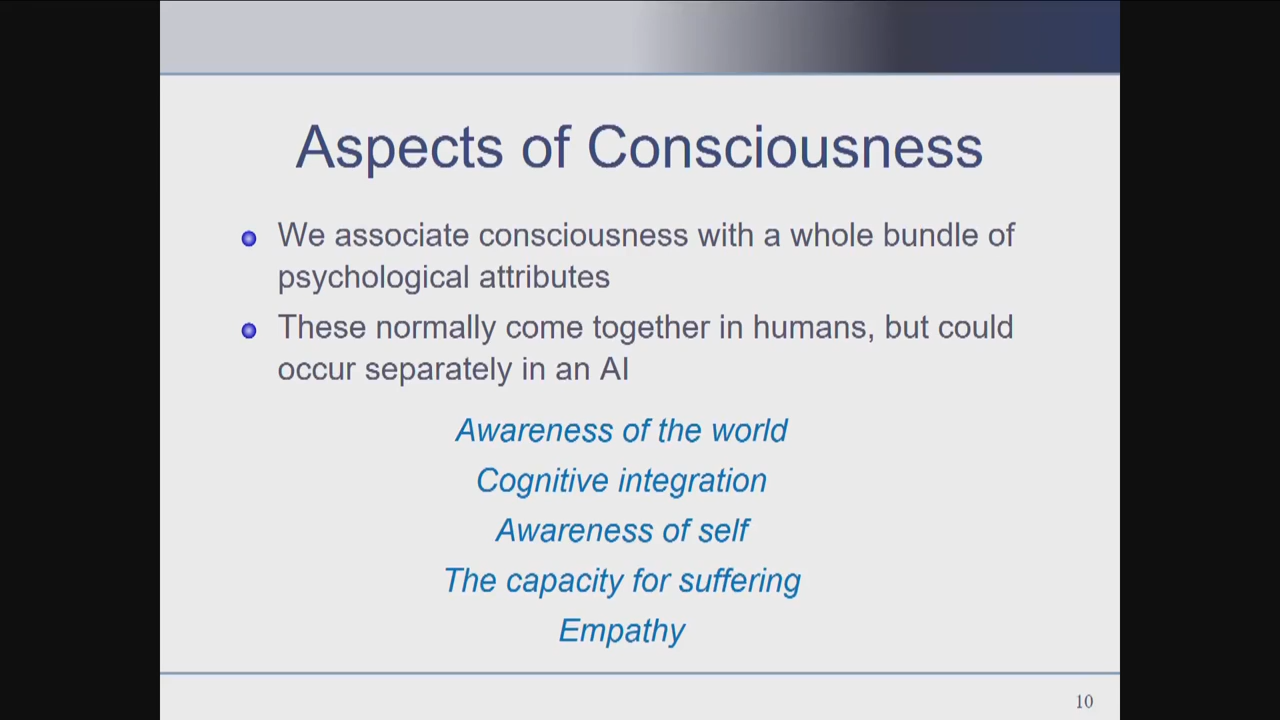 Aspects of Consciousness
We associate consciousness with a whole bundle of
psychological attributes
These normally come together in humans, but could
occur separately in an AI
Awareness of the world
Cognitive integration
Awareness of self
The capacity for suffering
Empathy
10